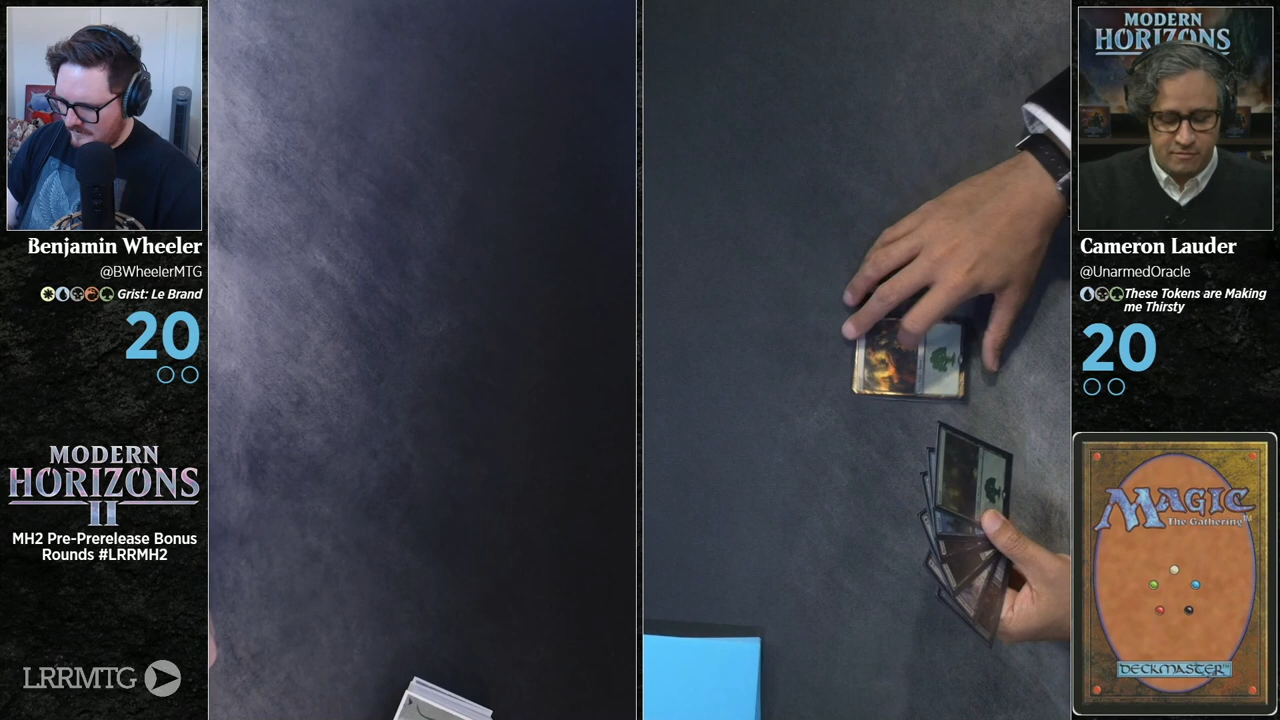 Benjamin Wheeler
@BWheelerMTG
Grist: Le Brand
20
MODERN
HORIZONS
II
MH2 Pre-Prerelease Bonus
Rounds #LRRMH2
LRRMTG
MODERN
HORIZONS
Cameron Lauder
@UnarmedOracle
These Tokens are Making
me Thirsty
20
MAGIC
The Gathering
DECKMASTER